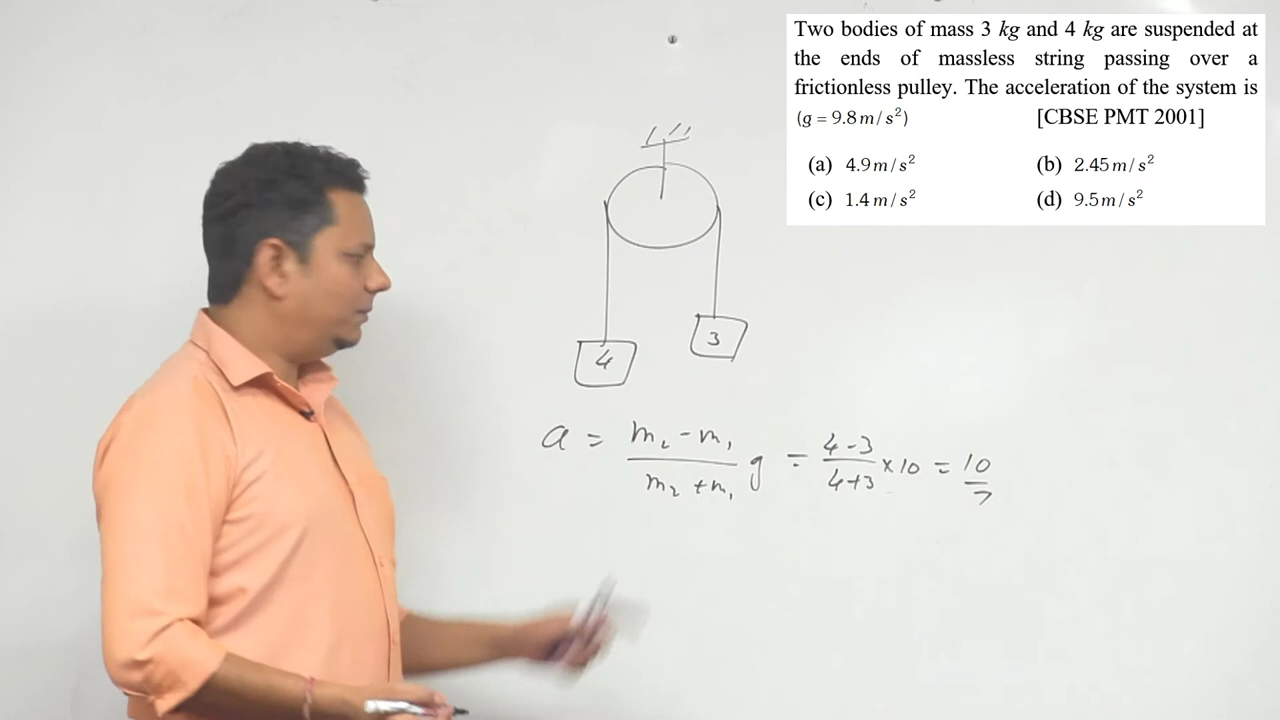 Two bodies of mass 3 kg and 4 kg are suspended at
the ends of massless string passing over a
frictionless pulley. The acceleration of the system is
(g = 9.8 m/s²) [CBSE PMT 2001]
(a) 4.9 m/s² (b) 2.45 m/s²
(c) 1.4 m/s² (d) 9.5 m/s²
4 3
a = m₂ - m₁ / m₂ + m₁ g = 4-3 / 4+3 × 10 = 10 / 7